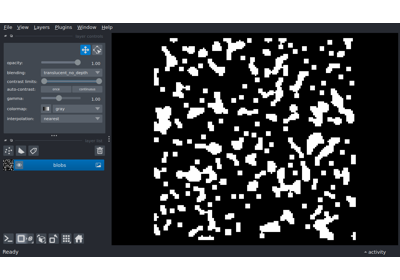 File View Layers Plugins Window Help
opacity: 1.00
blending: translucent_no_depth
contrast limits:
auto-contrast: once continuous
gamma: 1.00
colormap: gray
interpolation: nearest
blobs
Ready activity